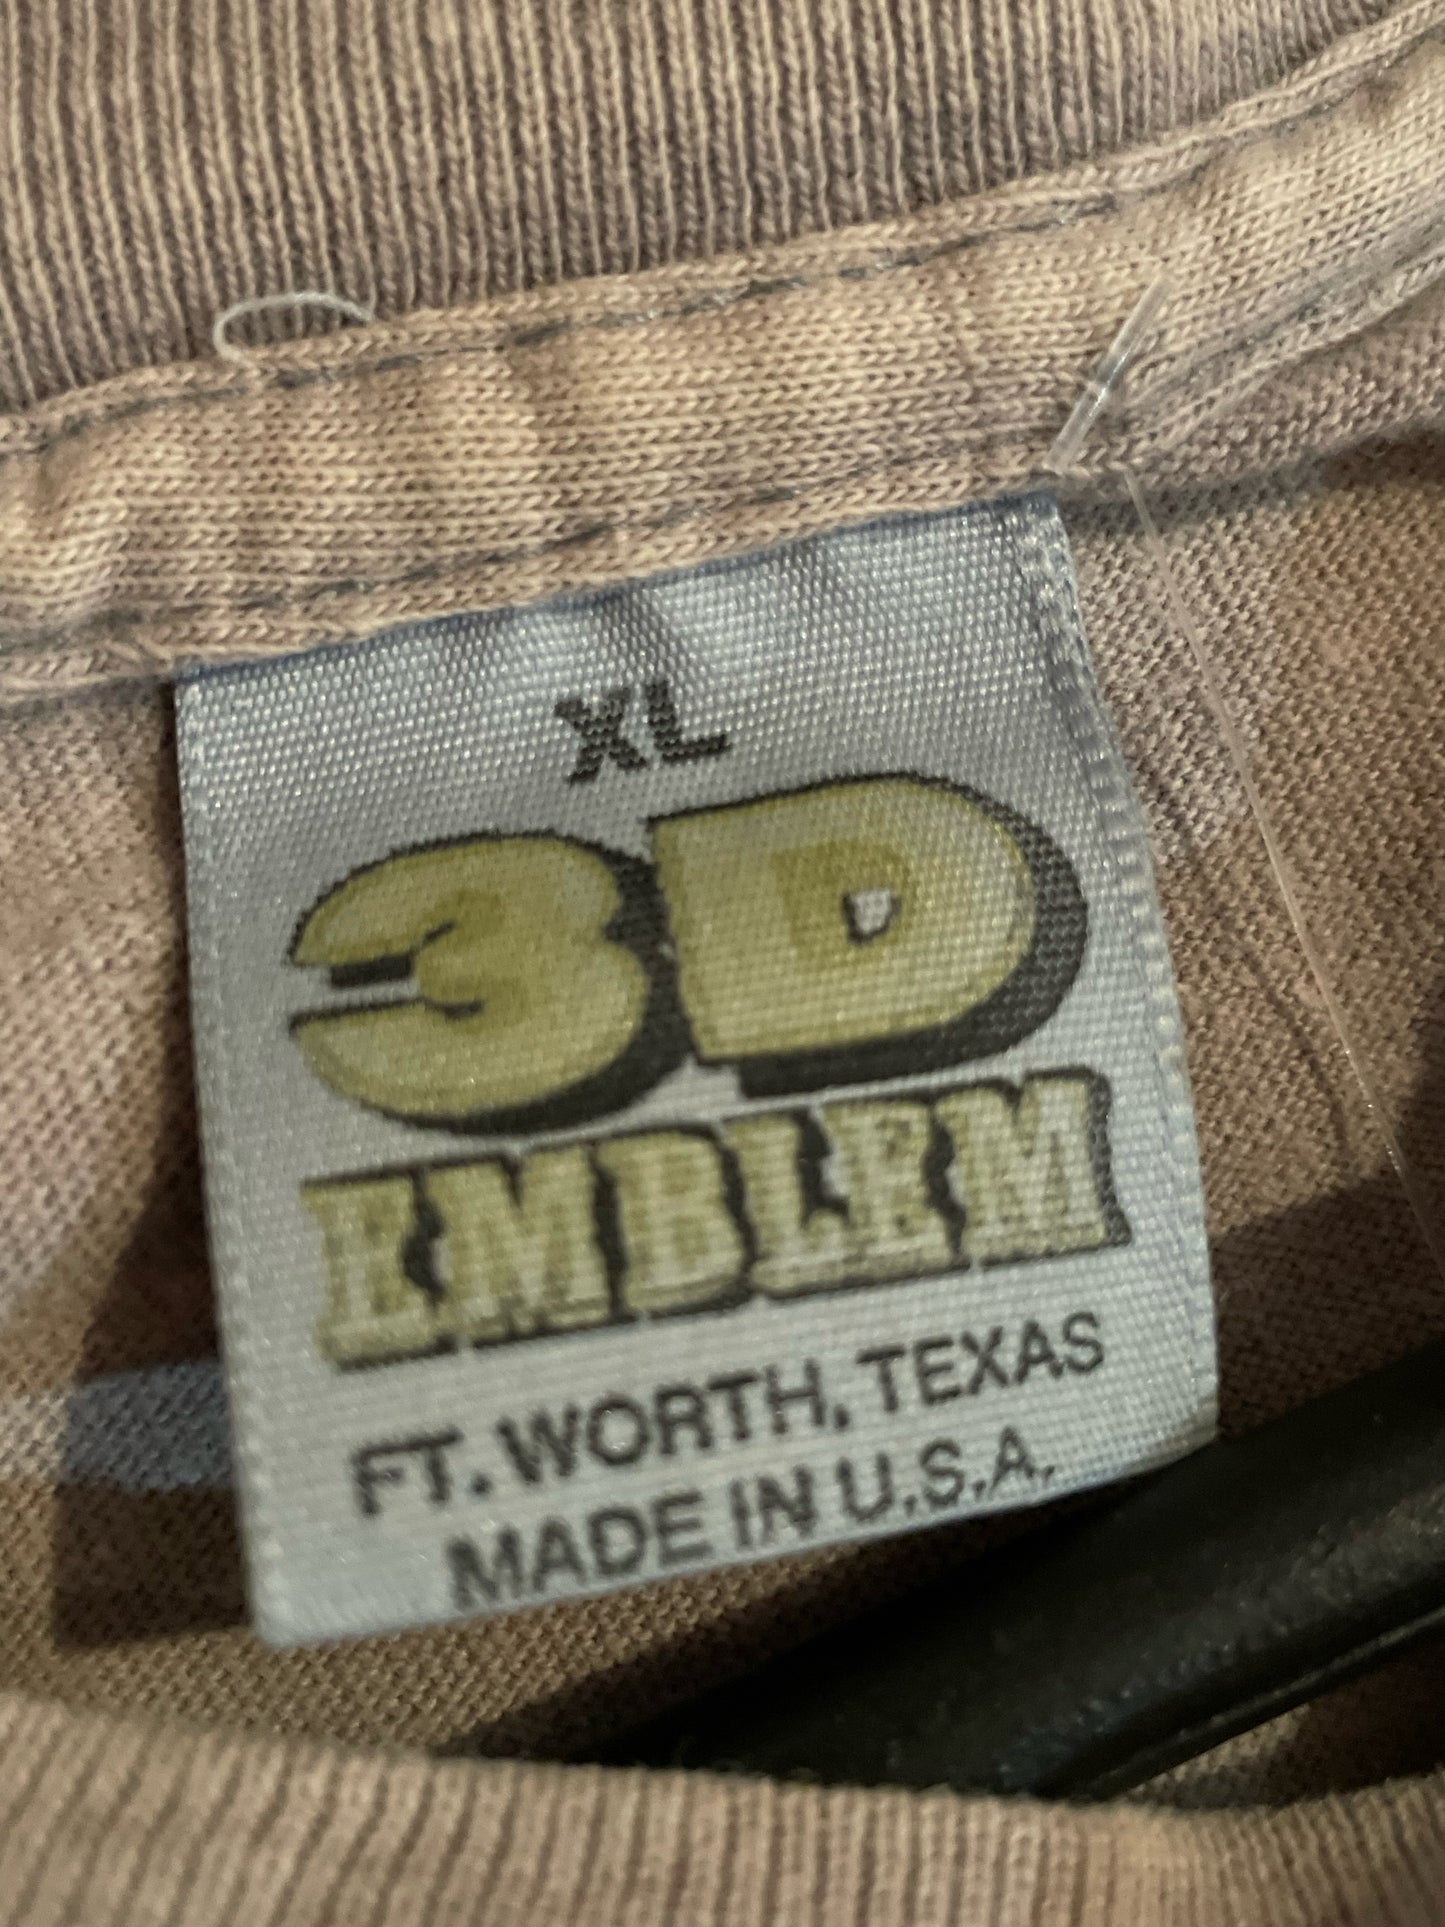 XL
3D
EMBLEM
FT. WORTH, TEXAS
MADE IN U.S.A.